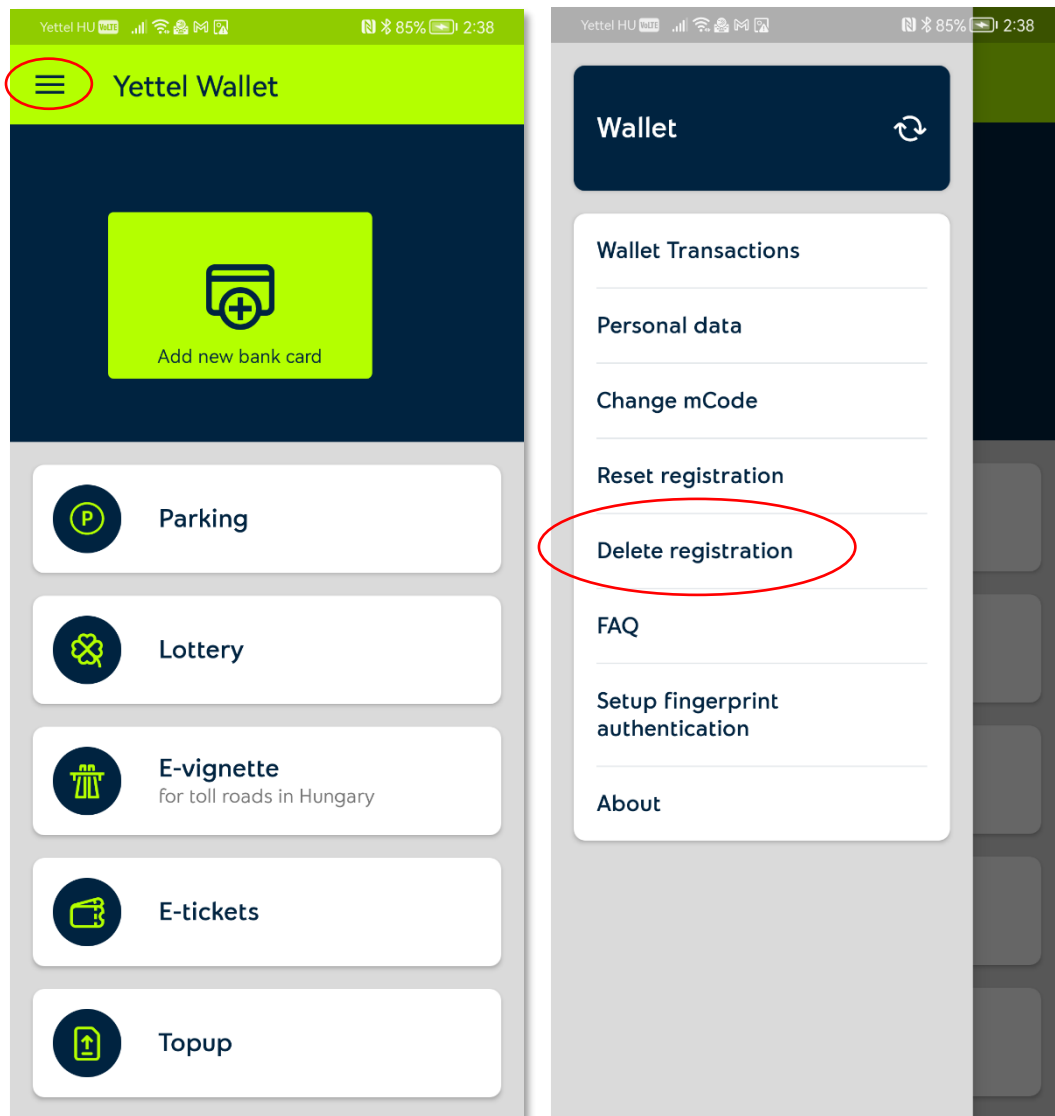 Yettel HU VoLTE 85% 2:38
Yettel Wallet
Add new bank card
P Parking
Lottery
E-vignette
for toll roads in Hungary
E-tickets
Topup
Yettel HU VoLTE 85% 2:38
Wallet
Wallet Transactions
Personal data
Change mCode
Reset registration
Delete registration
FAQ
Setup fingerprint
authentication
About